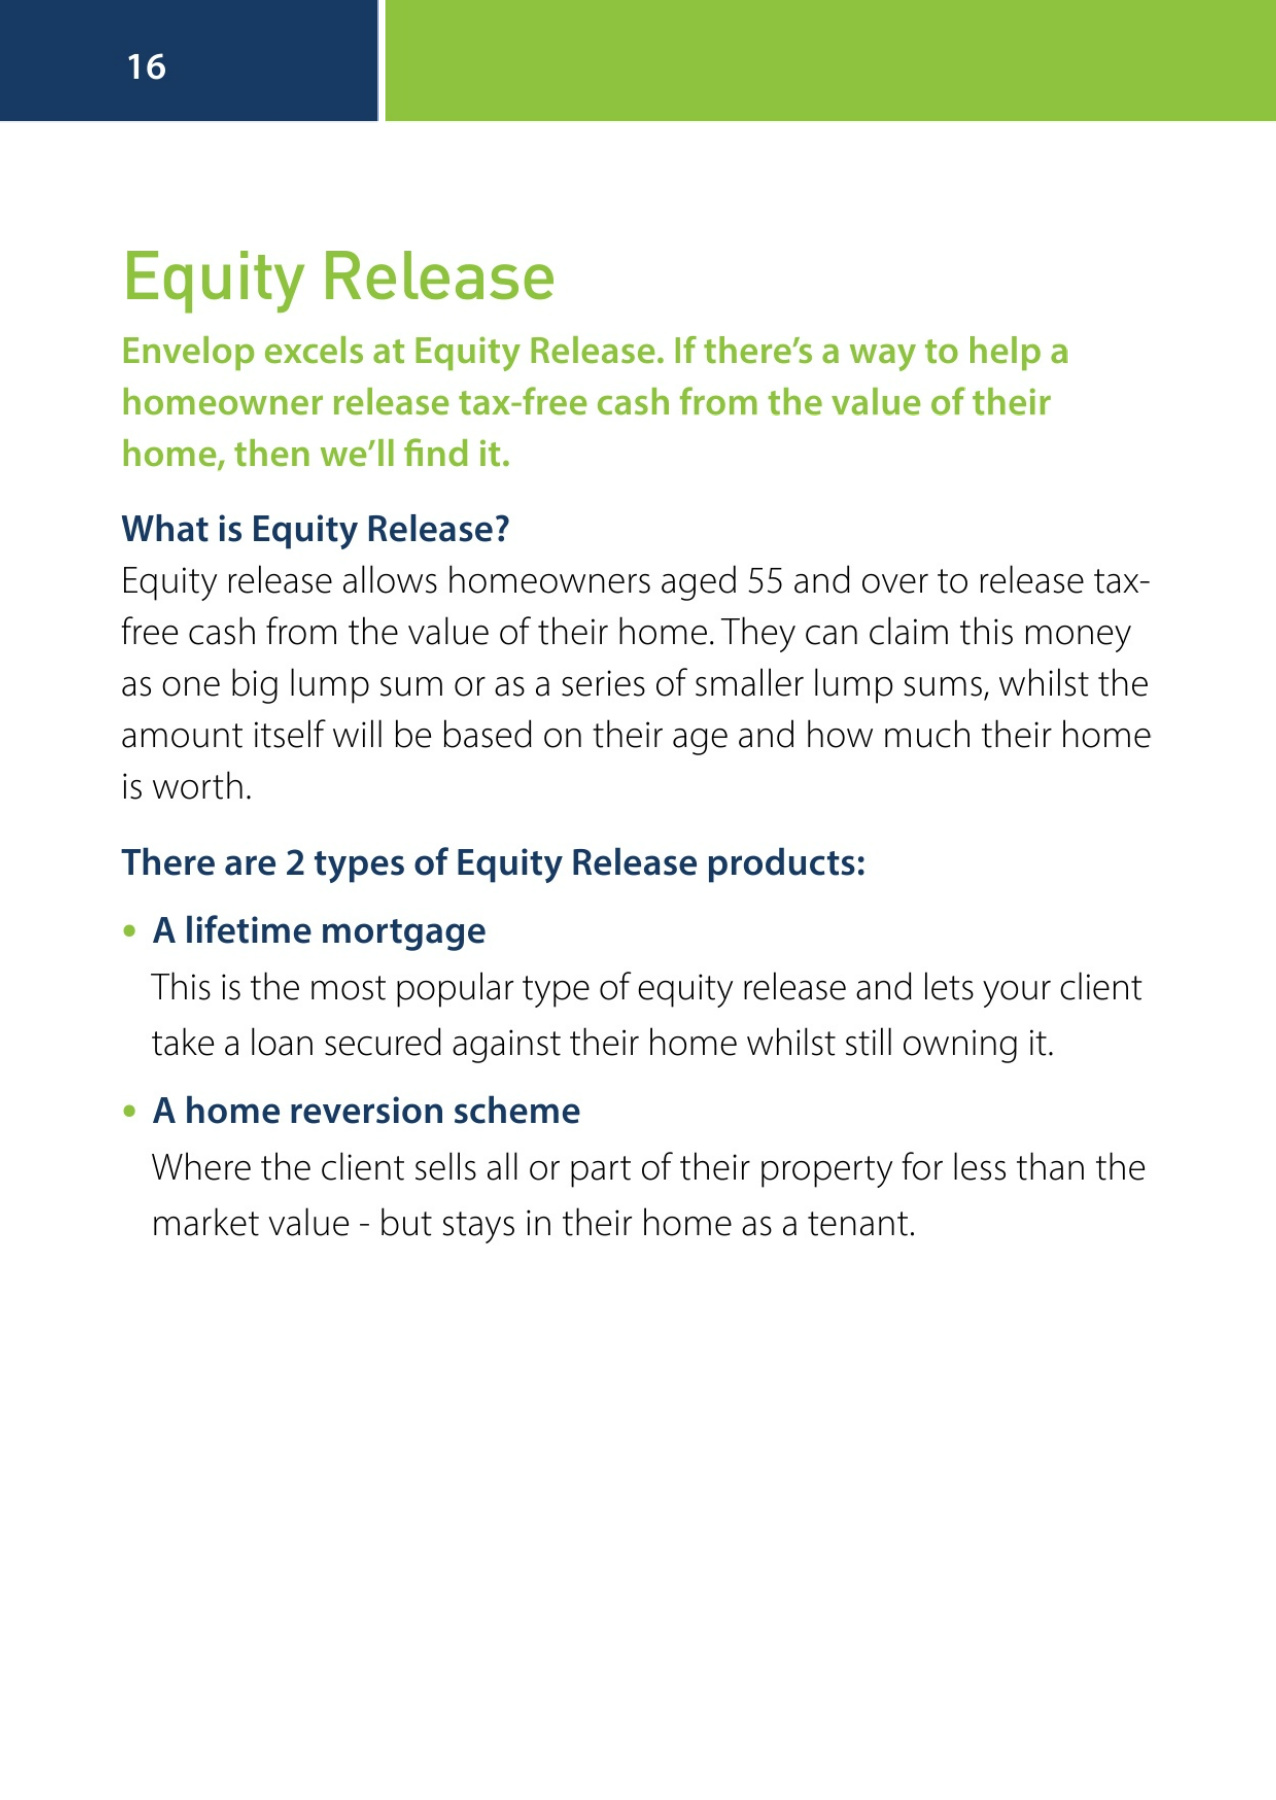 16
Equity Release
Envelop excels at Equity Release. If there’s a way to help a
homeowner release tax-free cash from the value of their
home, then we’ll find it.
What is Equity Release?
Equity release allows homeowners aged 55 and over to release tax-
free cash from the value of their home. They can claim this money
as one big lump sum or as a series of smaller lump sums, whilst the
amount itself will be based on their age and how much their home
is worth.
There are 2 types of Equity Release products:
• A lifetime mortgage
This is the most popular type of equity release and lets your client
take a loan secured against their home whilst still owning it.
• A home reversion scheme
Where the client sells all or part of their property for less than the
market value - but stays in their home as a tenant.